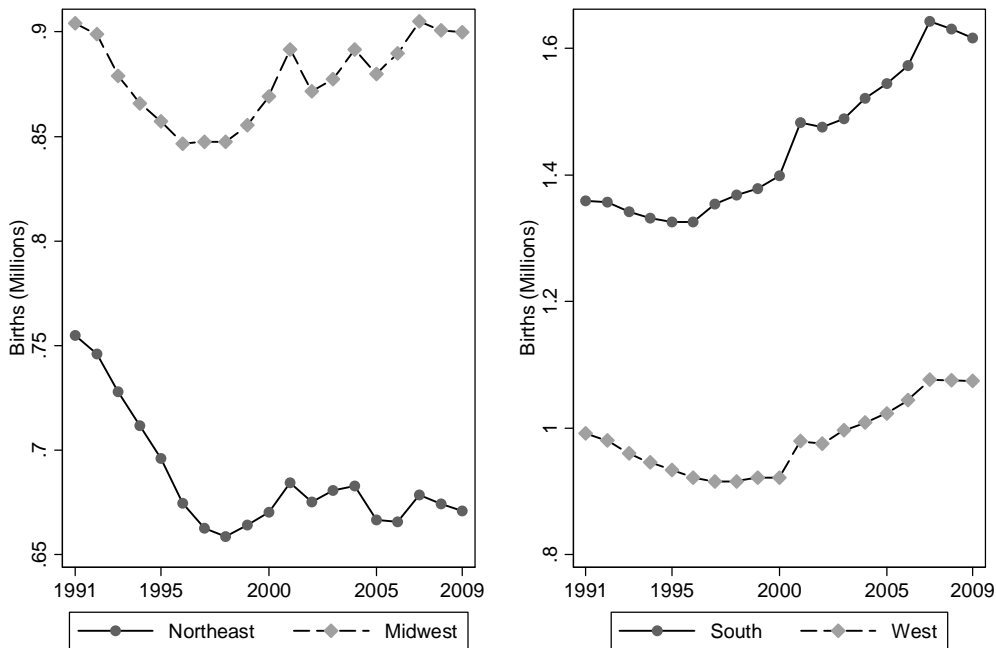 Births (Millions)
.9
.85
.8
.75
.7
.65
1991 1995 2000 2005 2009
Northeast Midwest
Births (Millions)
1.6
1.4
1.2
1
.8
1991 1995 2000 2005 2009
South West